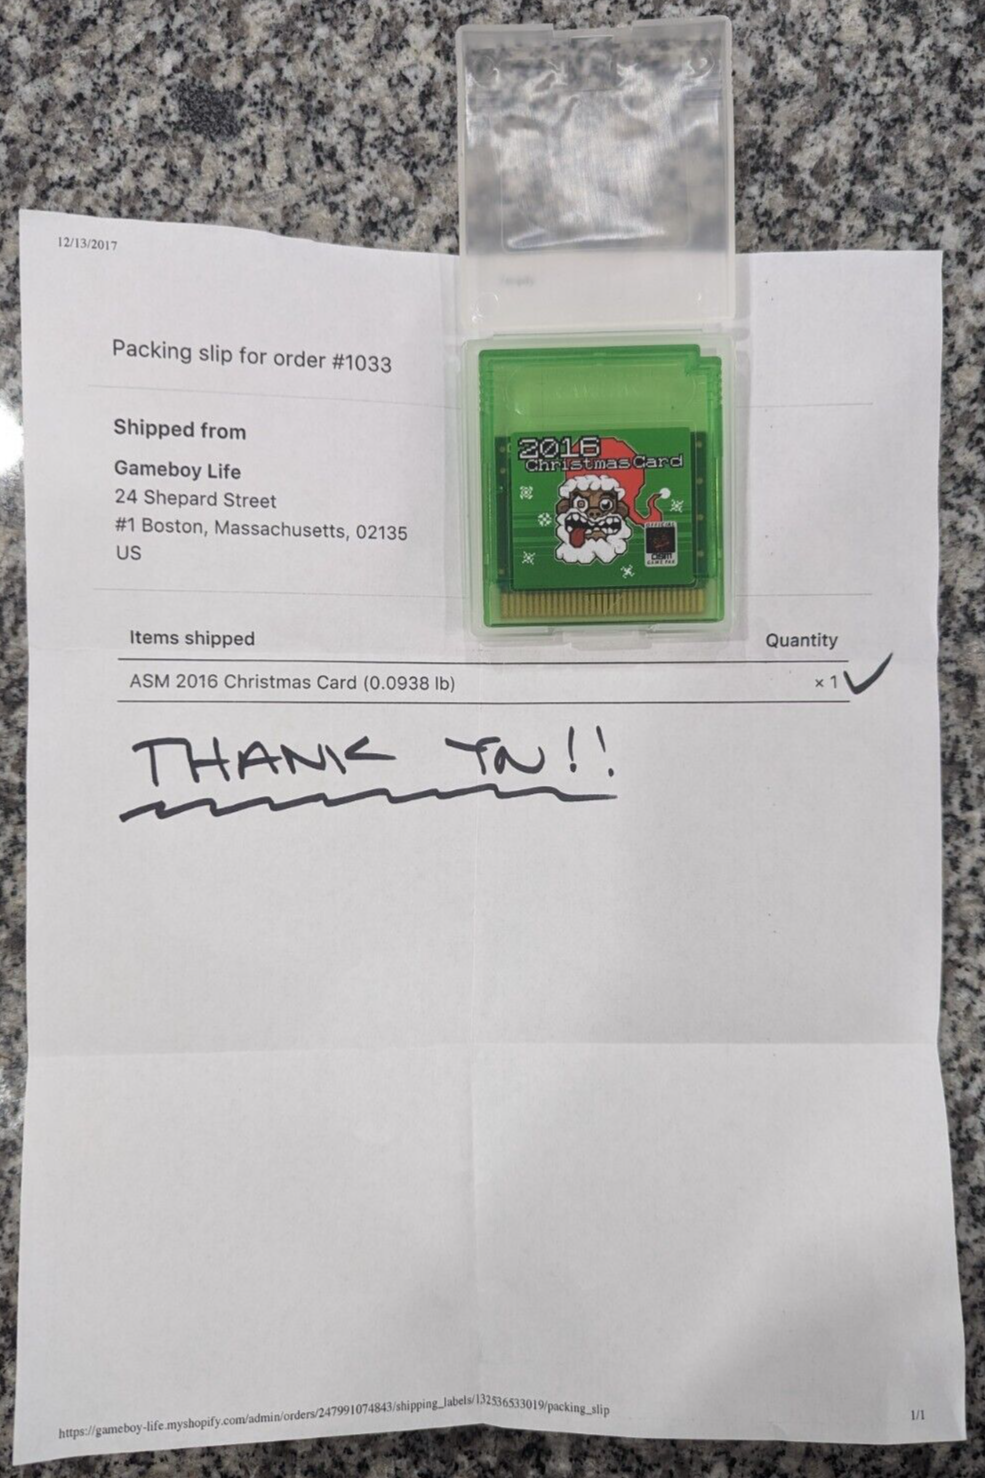 12/13/2017
Packing slip for order #1033
Shipped from
Gameboy Life
24 Shepard Street
#1 Boston, Massachusetts, 02135
US
2016
Christmas Card
OFFICIAL
Items shipped Quantity
ASM 2016 Christmas Card (0.0938 lb) × 1
THANK YOU!!
https://gameboy-life.myshopify.com/admin/orders/247991074843/shipping_labels/132536533019/packing_slip 1/1